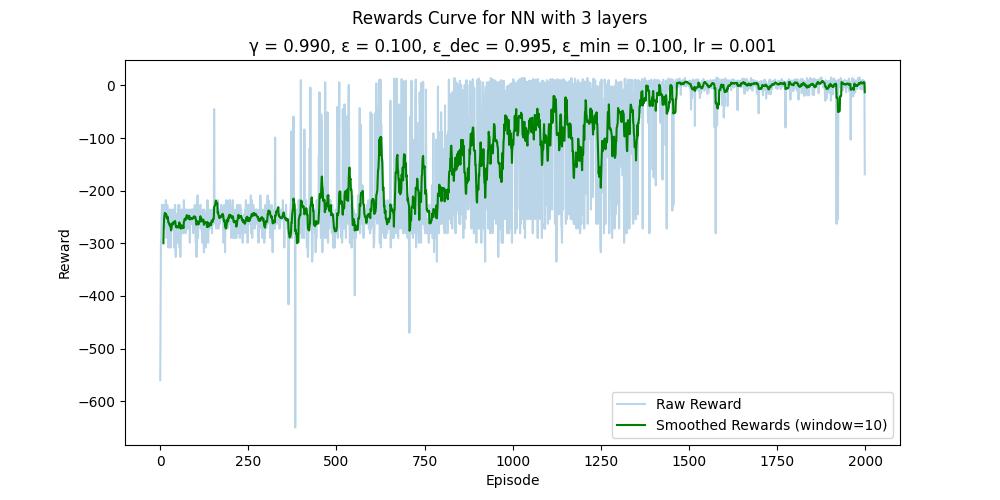 Rewards Curve for NN with 3 layers
γ = 0.990, ε = 0.100, ε_dec = 0.995, ε_min = 0.100, lr = 0.001
0
−100
−200
−300
−400
−500
−600
Reward
0 250 500 750 1000 1250 1500 1750 2000
Episode
Raw Reward
Smoothed Rewards (window=10)